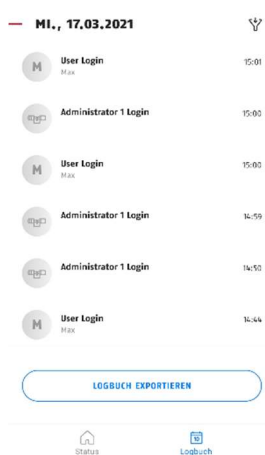 MI., 17.03.2021
M
User Login
15:01
Max
Administrator 1 Login
15:00
M
User Login
15:00
Max
Administrator 1 Login
14:59
Administrator 1 Login
14:50
M
User Login
14:44
Max
LOGBUCH EXPORTIEREN
Status
10
Logbuch